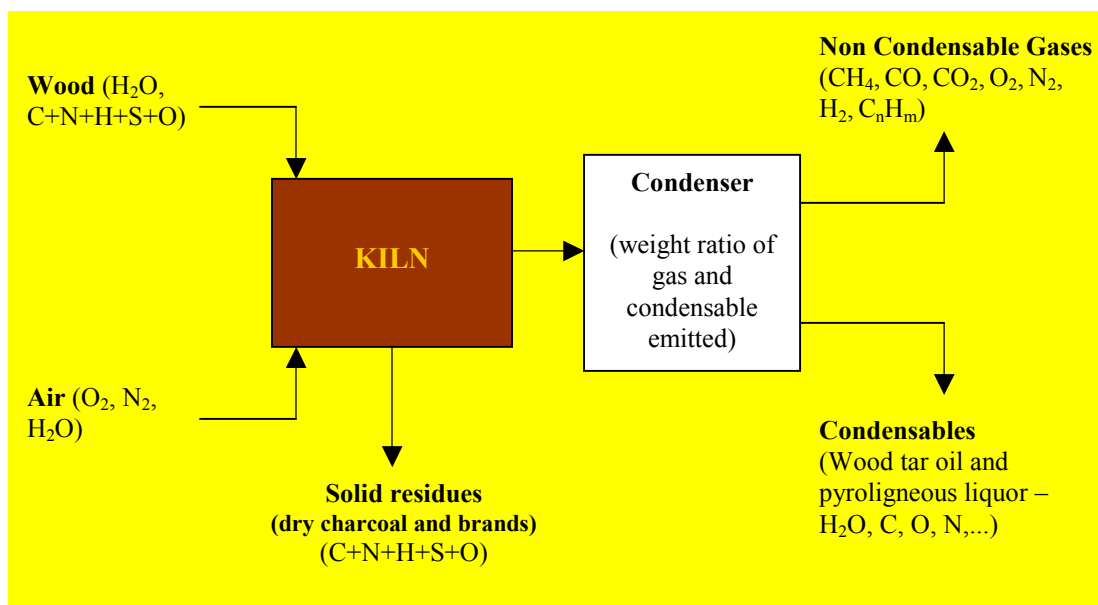 Wood (H₂O,
C+N+H+S+O)
Air (O₂, N₂,
H₂O)
KILN
Solid residues
(dry charcoal and brands)
(C+N+H+S+O)
Condenser
(weight ratio of
gas and
condensable
emitted)
Non Condensable Gases
(CH₄, CO, CO₂, O₂, N₂,
H₂, CₙHₘ)
Condensables
(Wood tar oil and
pyroligneous liquor –
H₂O, C, O, N,...)